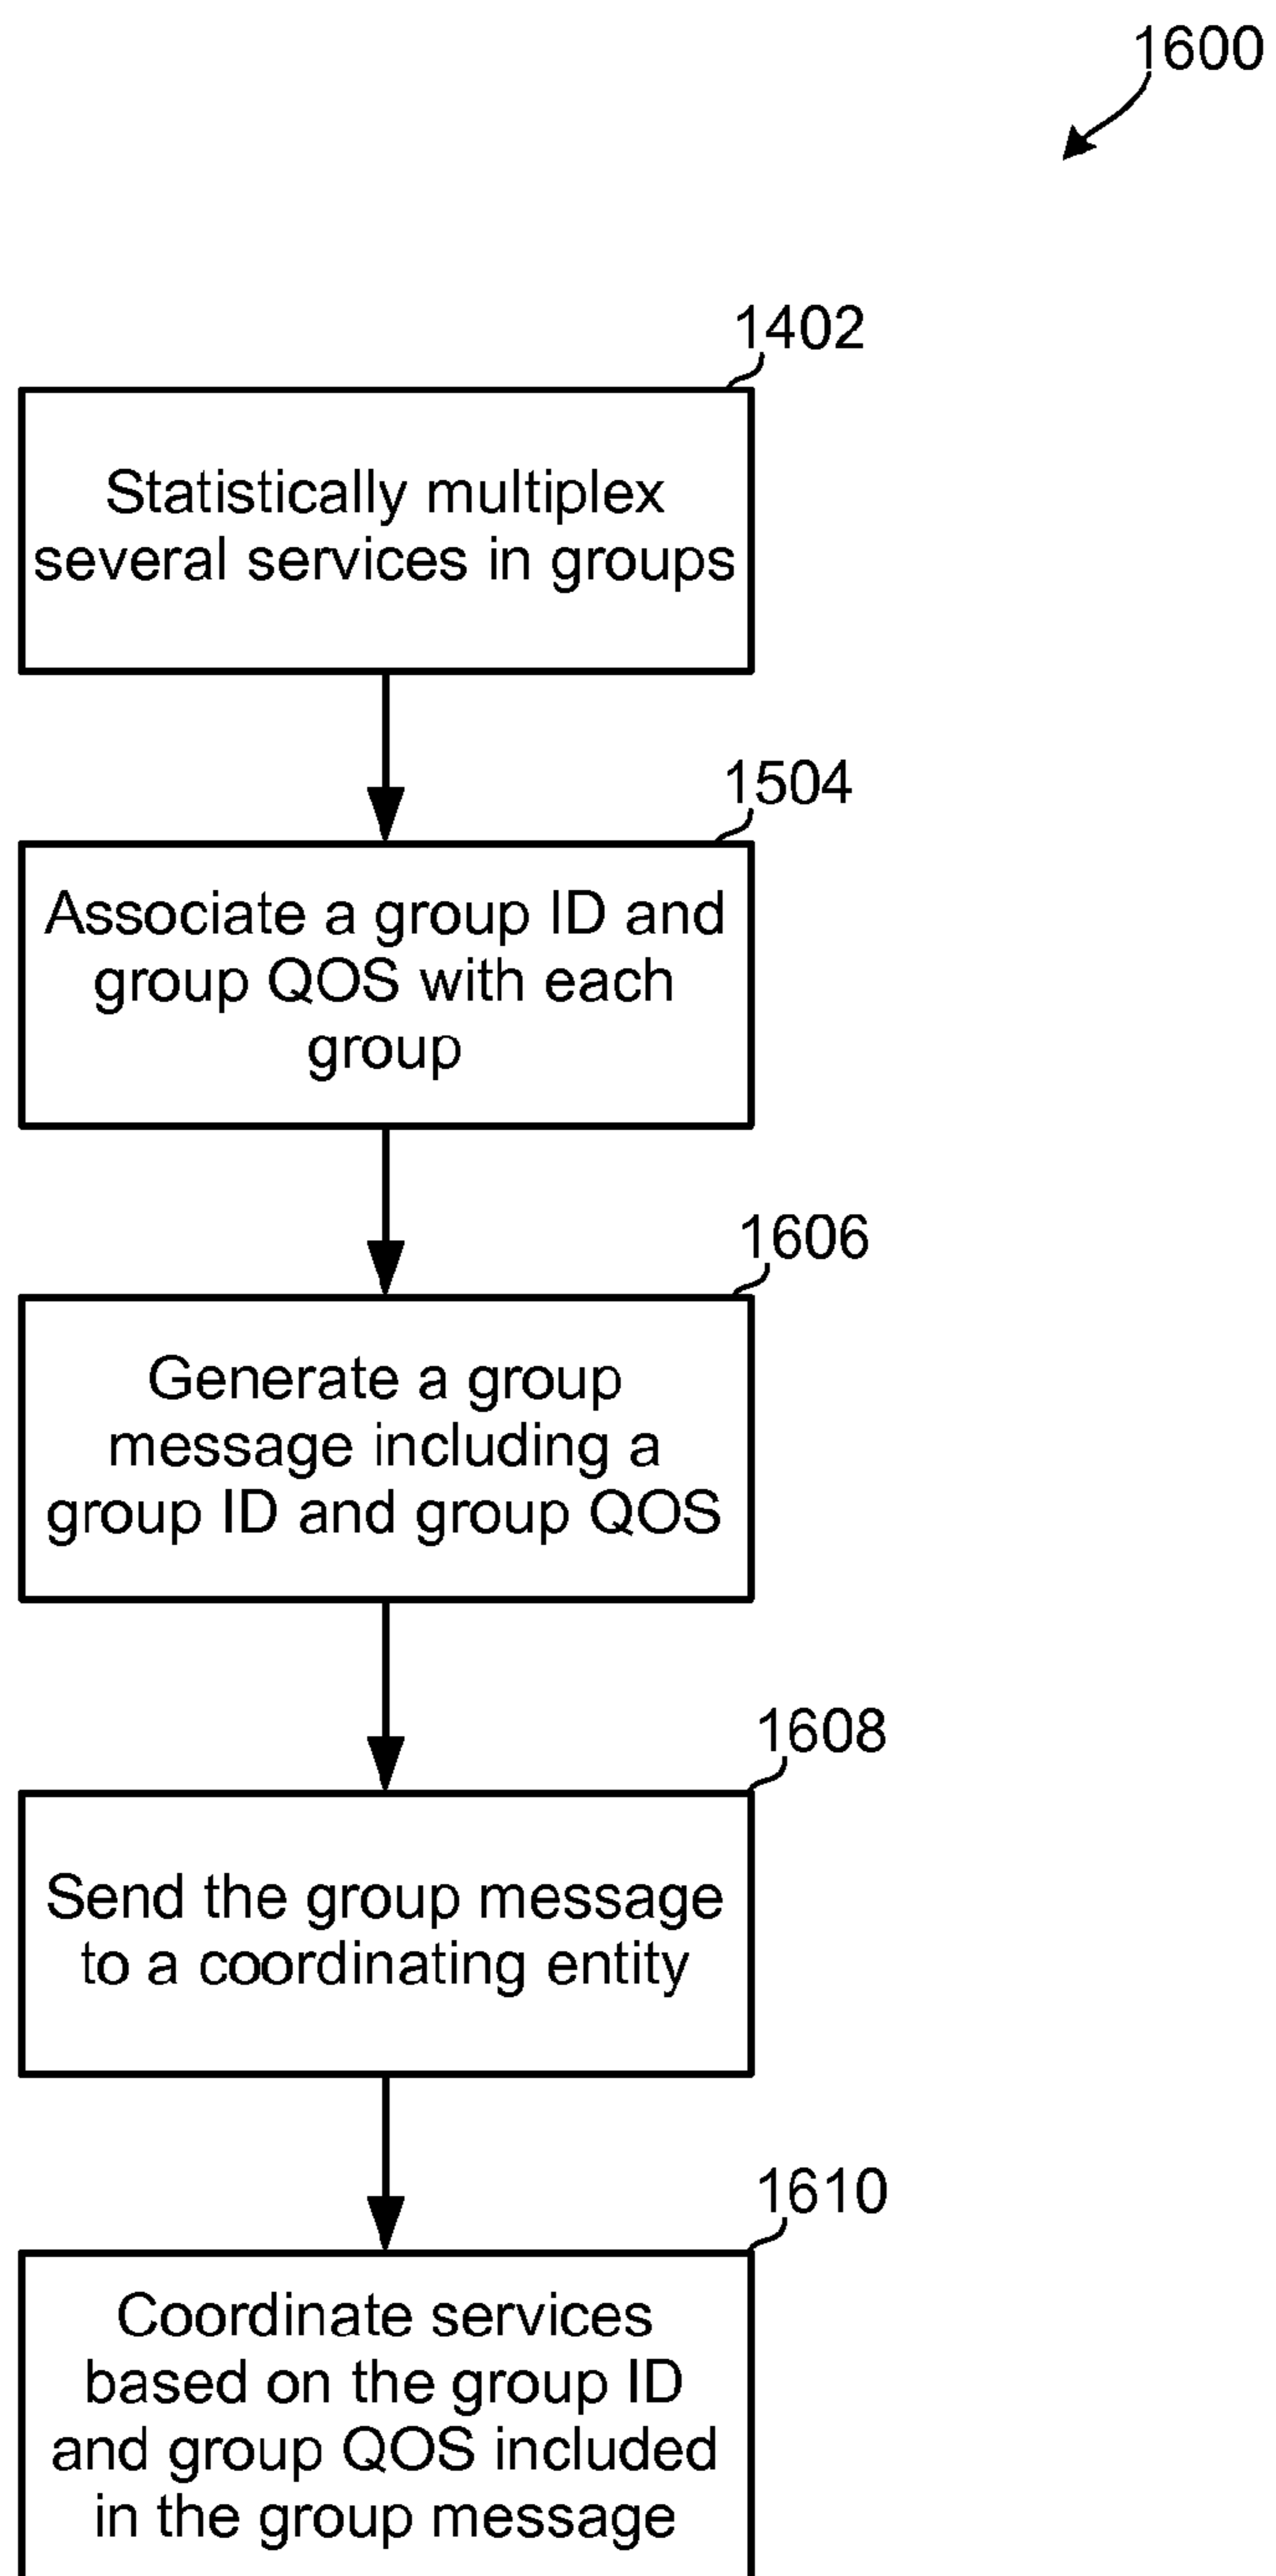 1600
1402
Statistically multiplex
several services in groups
1504
Associate a group ID and
group QOS with each
group
1606
Generate a group
message including a
group ID and group QOS
1608
Send the group message
to a coordinating entity
1610
Coordinate services
based on the group ID
and group QOS included
in the group message